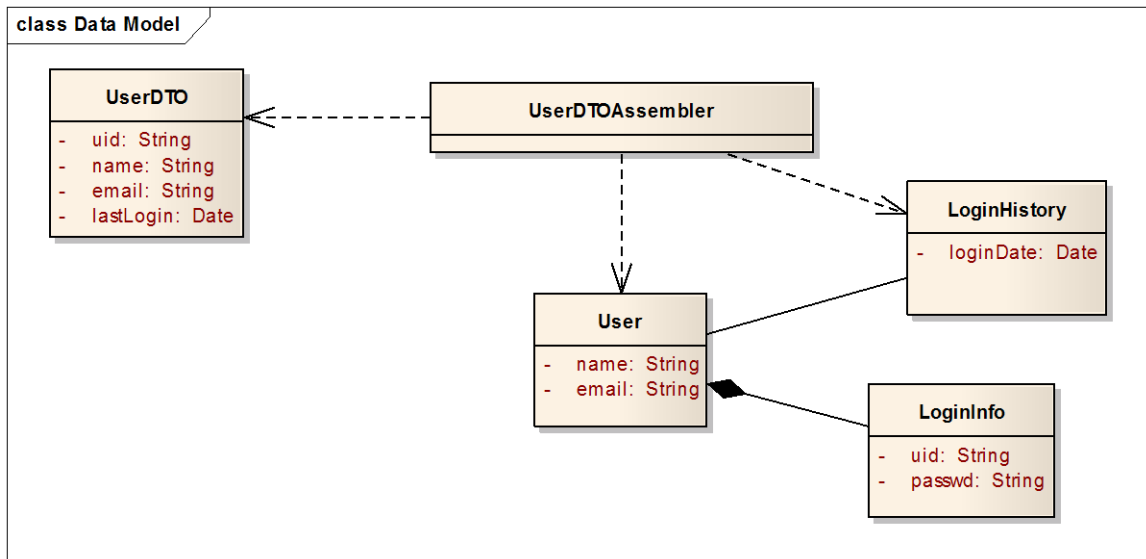 class Data Model
UserDTO
- uid: String
- name: String
- email: String
- lastLogin: Date
UserDTOAssembler
LoginHistory
- loginDate: Date
User
- name: String
- email: String
LoginInfo
- uid: String
- passwd: String